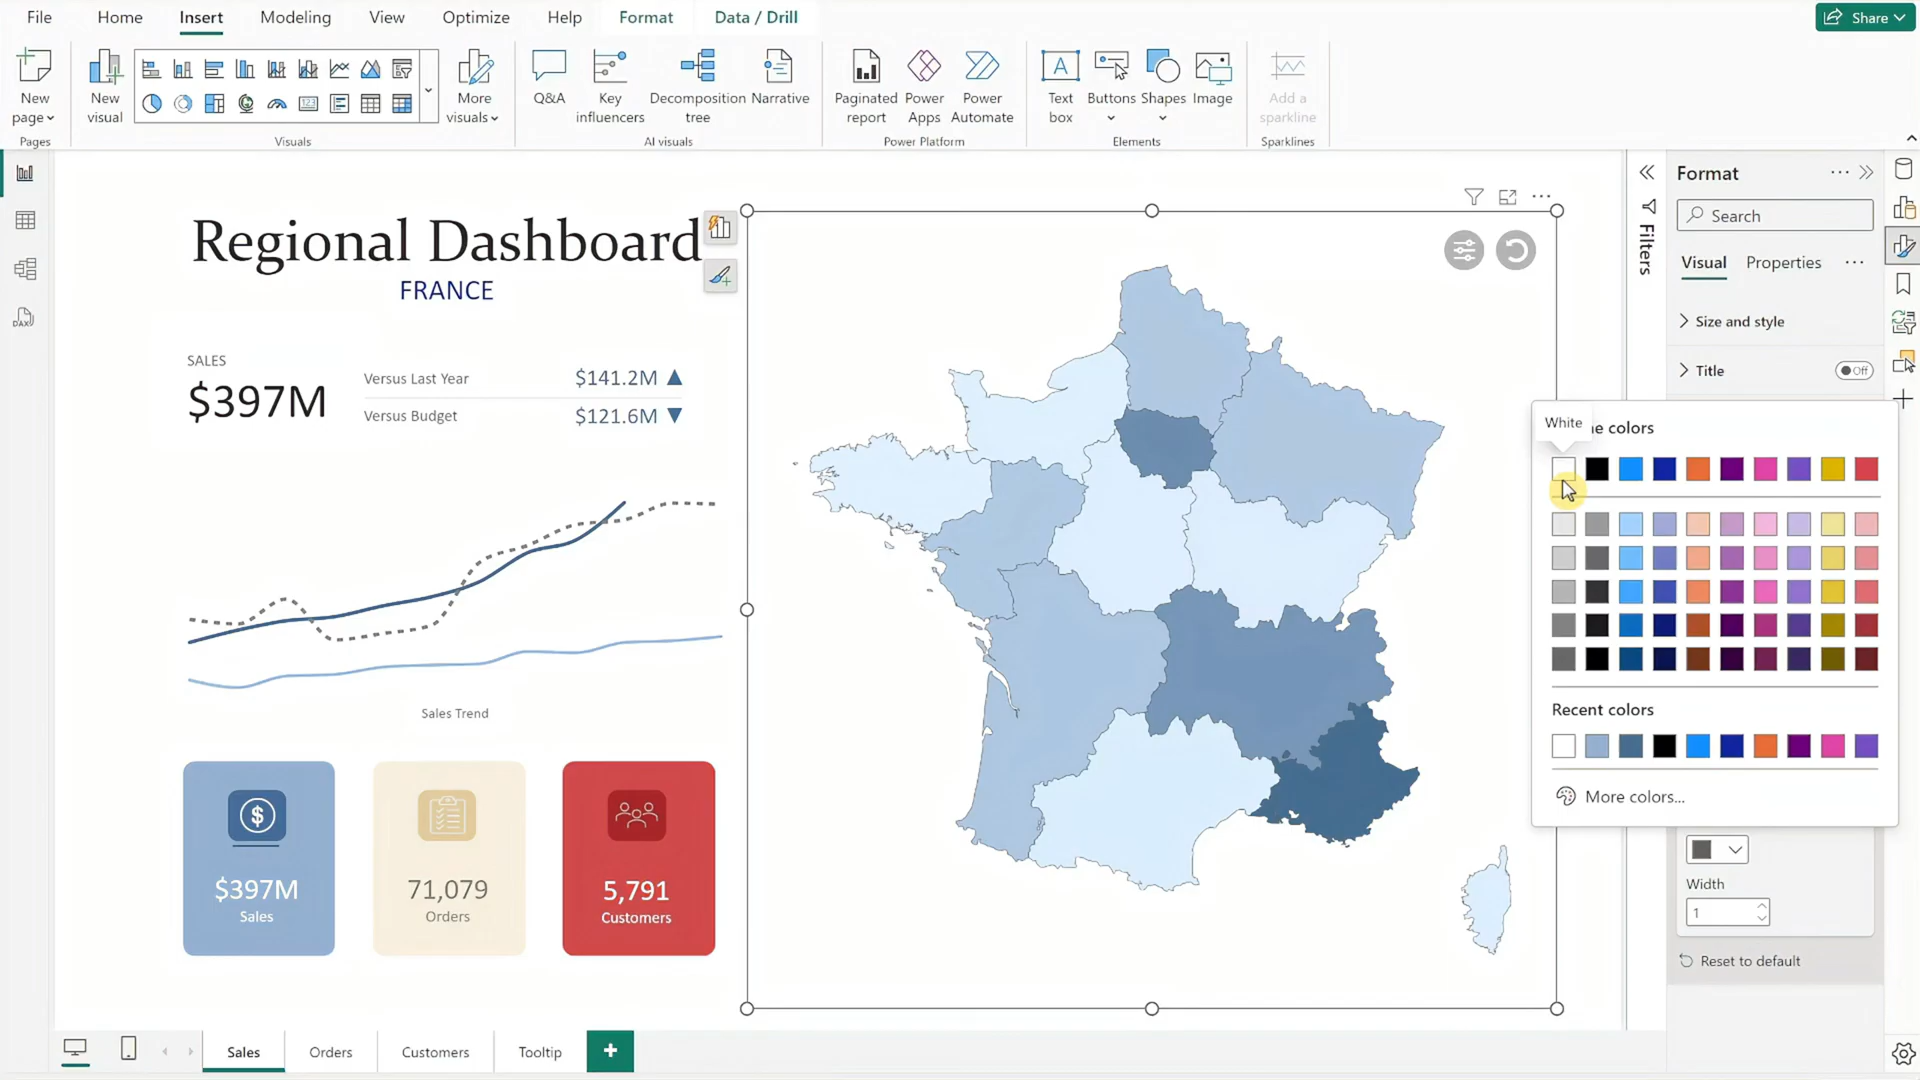 File Home Insert Modeling View Optimize Help Format Data / Drill
Share
New page
New visual
More visuals
Q&A
Key influencers
Decomposition tree
Narrative
Paginated report
Power Apps
Power Automate
Text box
Buttons
Shapes
Image
Add a sparkline
Pages
Visuals
AI visuals
Power Platform
Elements
Sparklines
123
DAX
Regional Dashboard
FRANCE
SALES
$397M
Versus Last Year $141.2M
Versus Budget $121.6M
Sales Trend
$
$397M
Sales
71,079
Orders
5,791
Customers
Filters
Format
Search
Visual Properties
Size and style
Title Off
White
e colors
Recent colors
More colors...
Width
1
Reset to default
Sales Orders Customers Tooltip